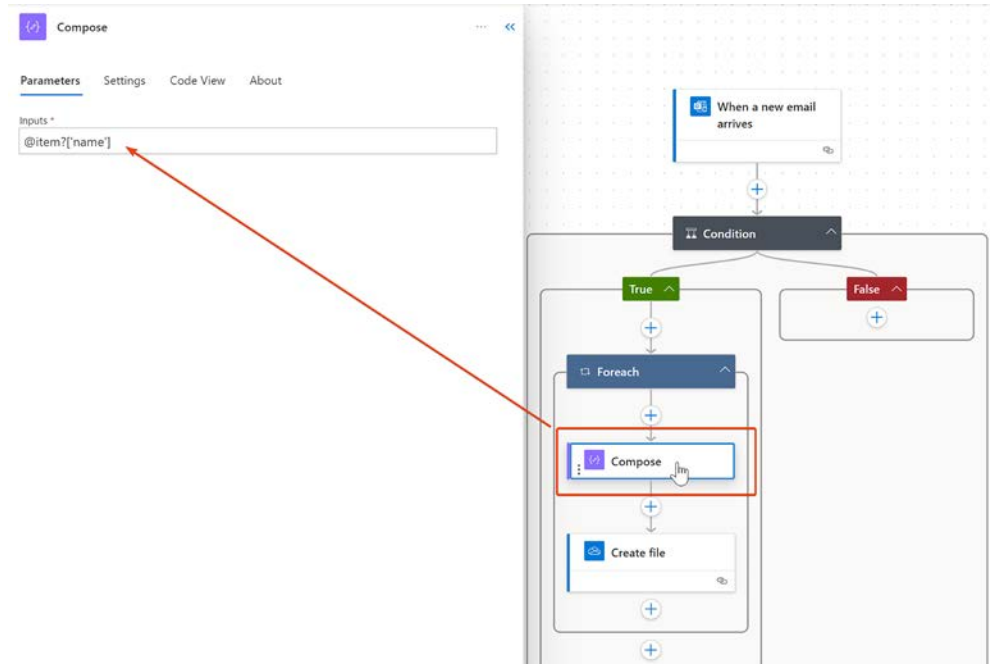 Compose
Parameters Settings Code View About
Inputs *
@item?['name']
When a new email
arrives
Condition
True
False
Foreach
Compose
Create file